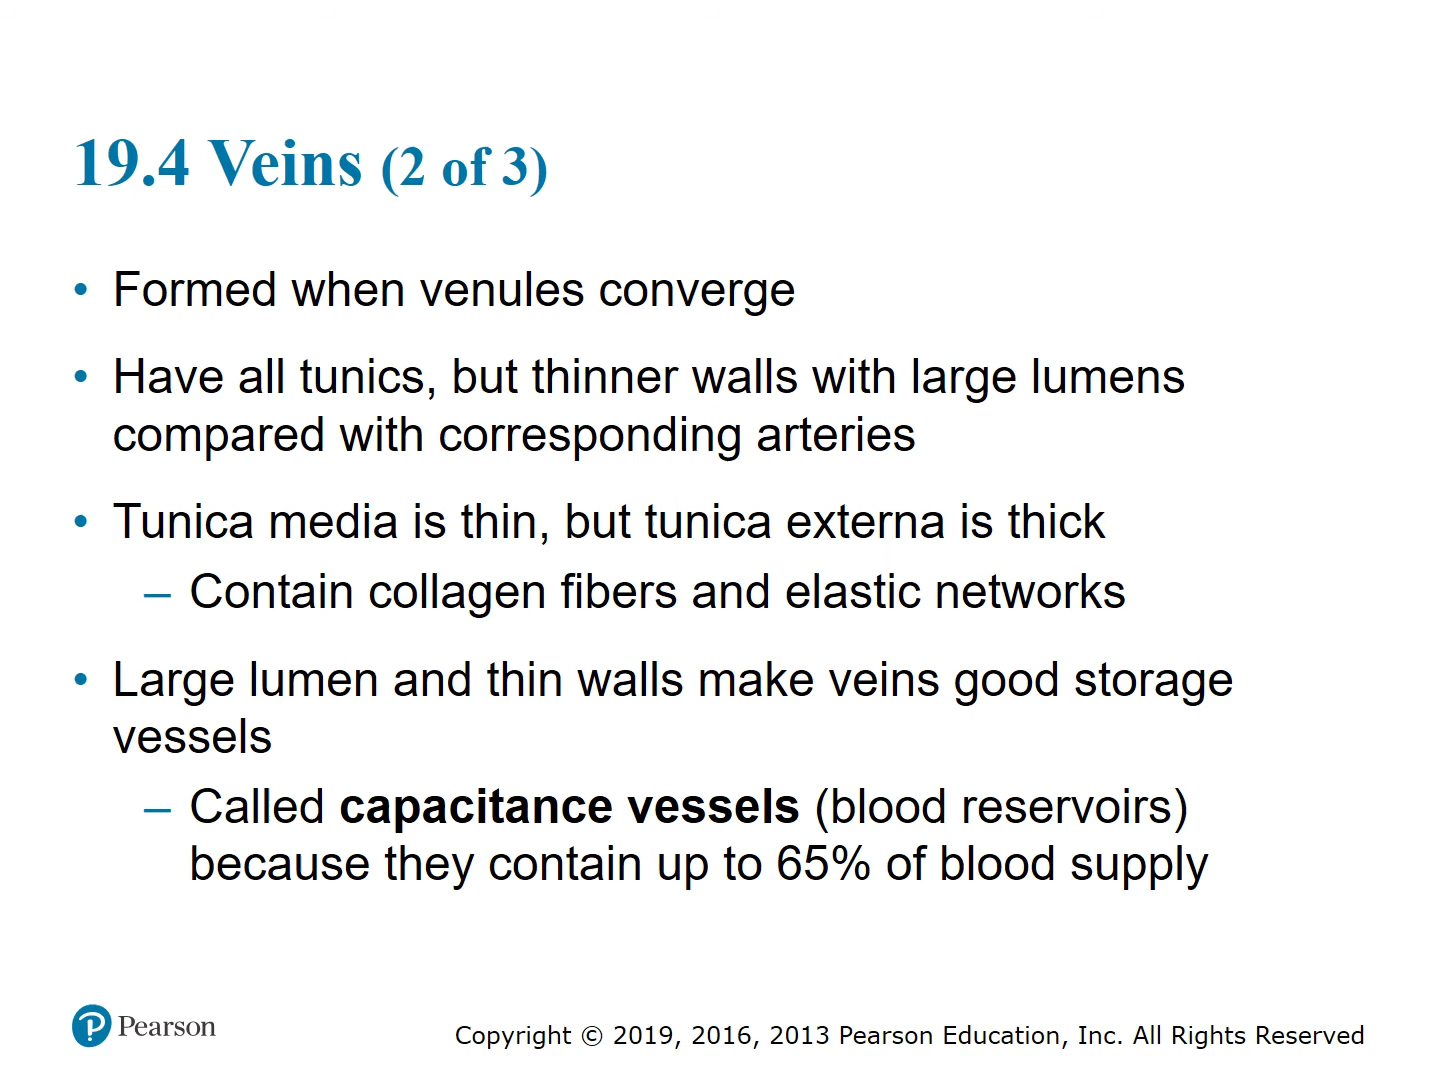 19.4 Veins (2 of 3)
• Formed when venules converge
• Have all tunics, but thinner walls with large lumens
compared with corresponding arteries
• Tunica media is thin, but tunica externa is thick
– Contain collagen fibers and elastic networks
• Large lumen and thin walls make veins good storage
vessels
– Called capacitance vessels (blood reservoirs)
because they contain up to 65% of blood supply
Pearson
Copyright © 2019, 2016, 2013 Pearson Education, Inc. All Rights Reserved